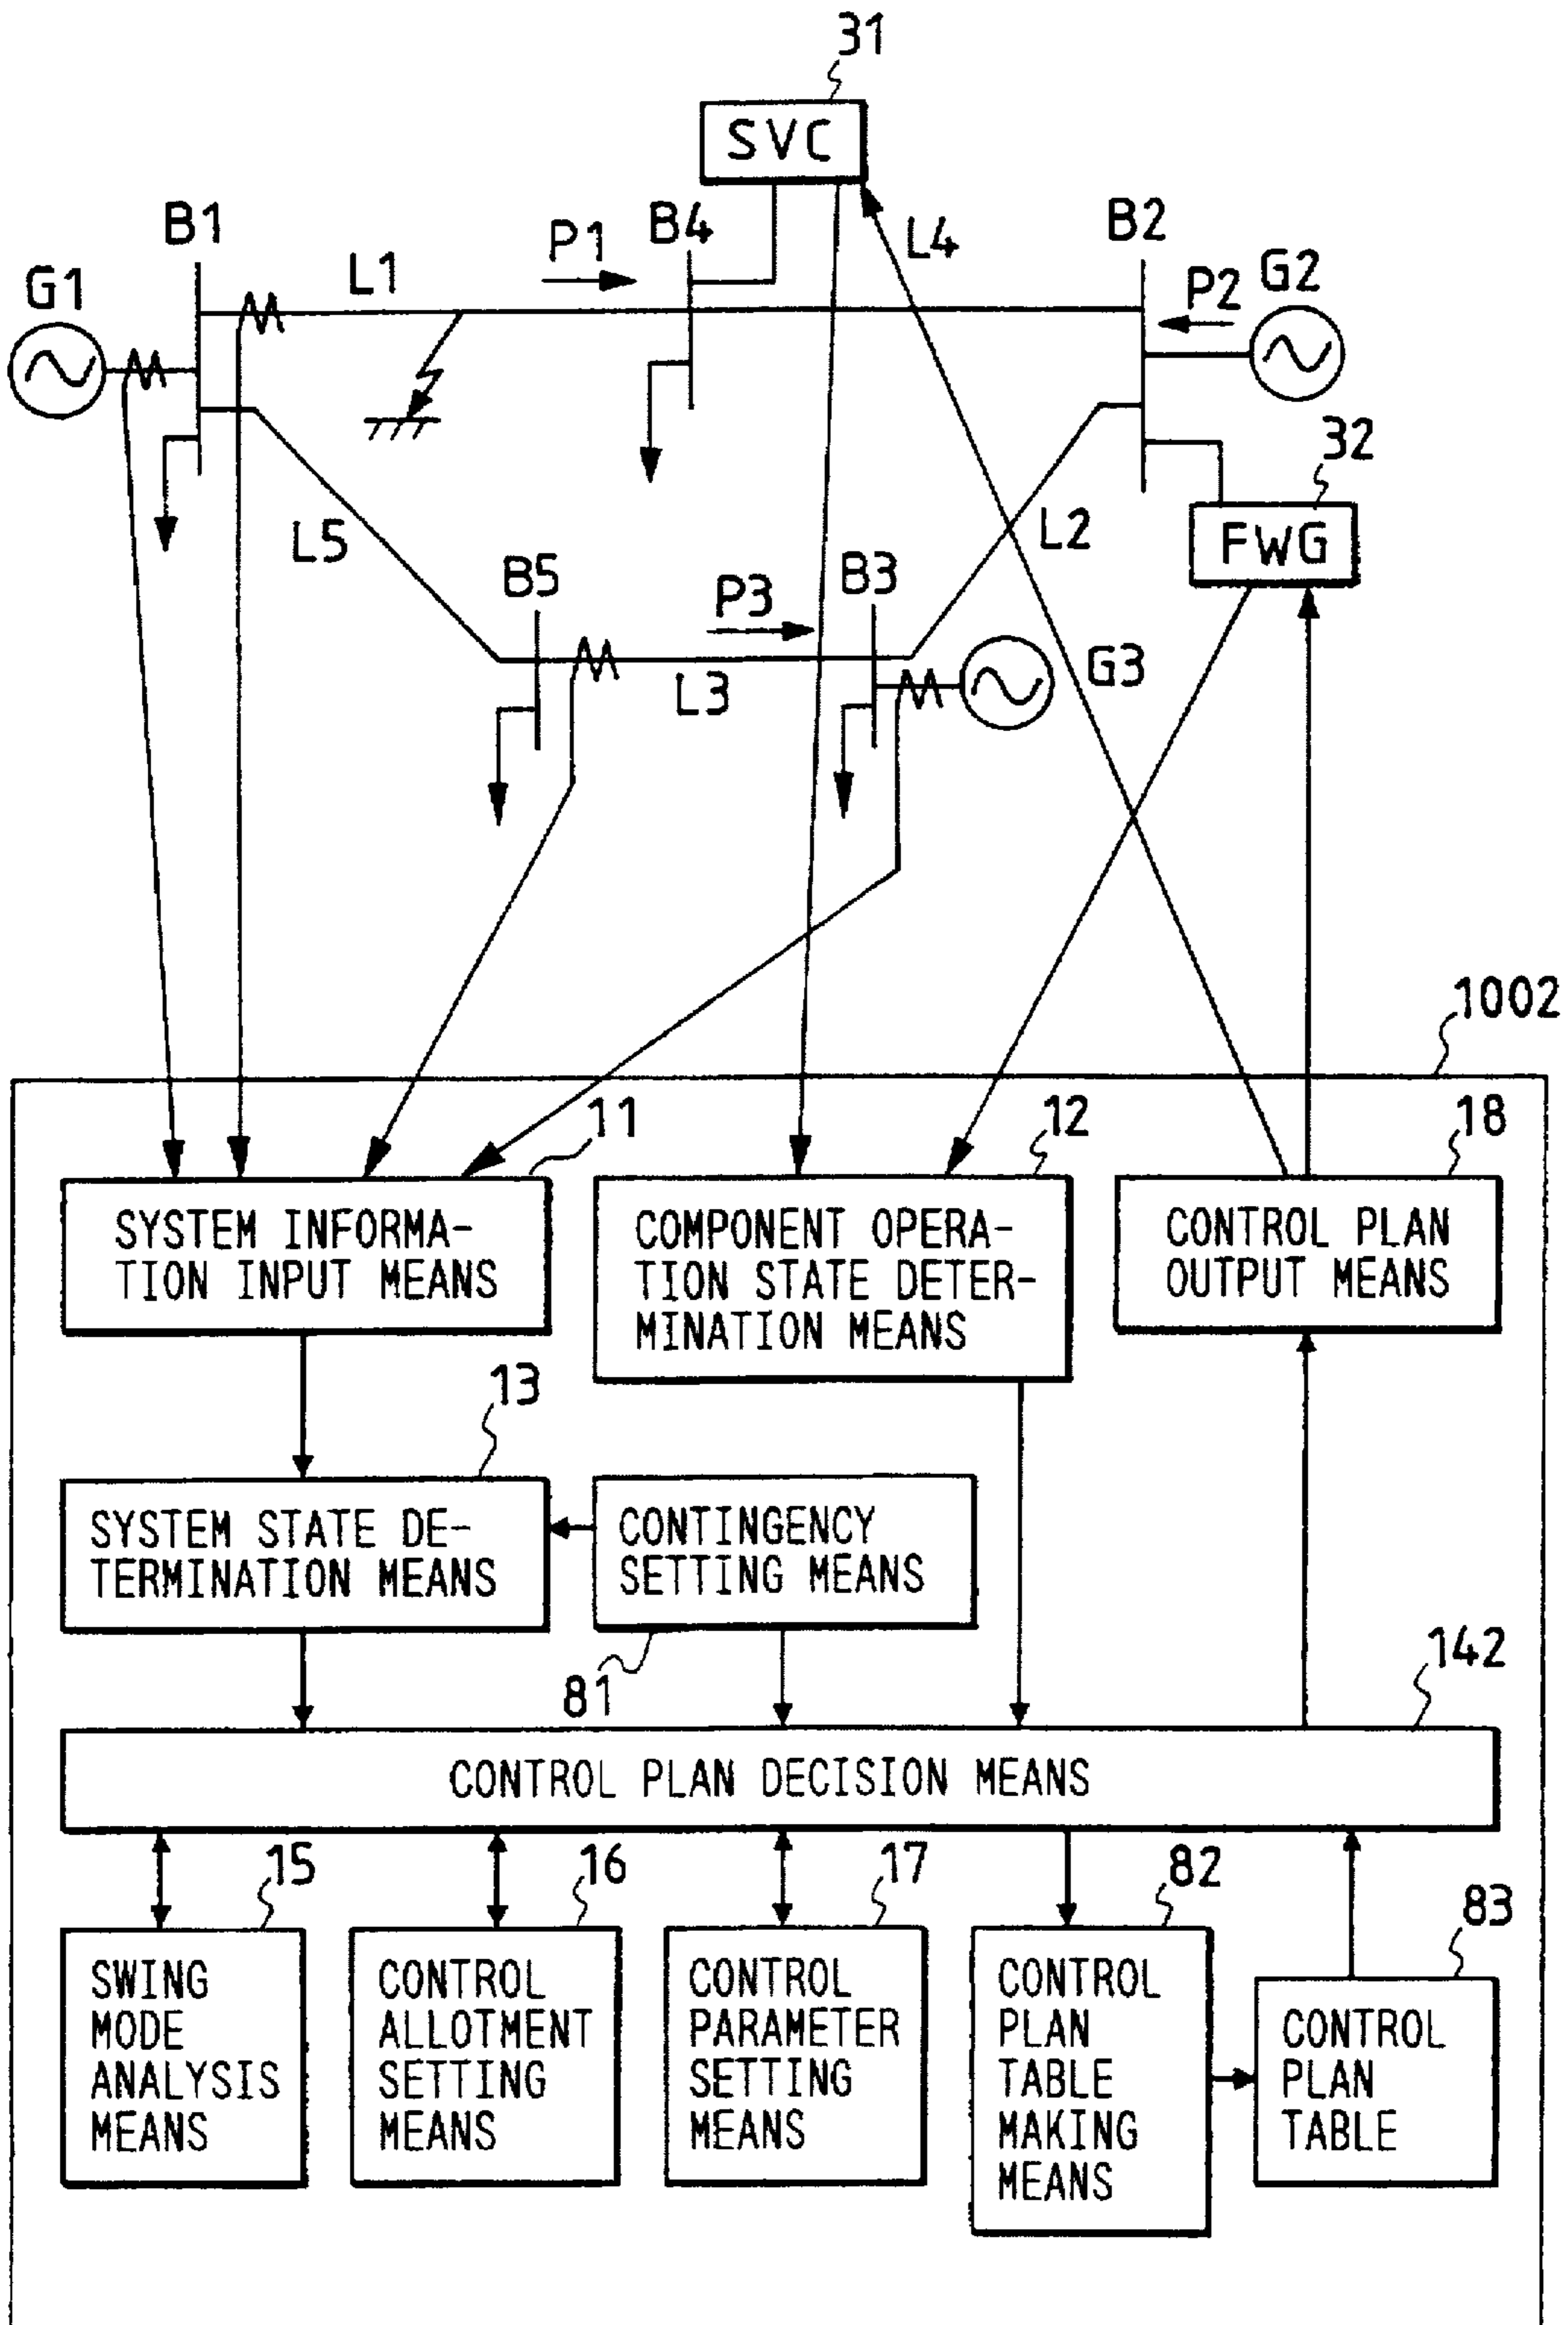 31
SVC
B1
P1
B4
L4
B2
G1
L1
P2
G2
32
FWG
L5
B5
P3
B3
L2
L3
G3
1002
11
12
18
SYSTEM INFORMA-
TION INPUT MEANS
COMPONENT OPERA-
TION STATE DETER-
MINATION MEANS
CONTROL PLAN
OUTPUT MEANS
13
SYSTEM STATE DE-
TERMINATION MEANS
CONTINGENCY
SETTING MEANS
81
142
CONTROL PLAN DECISION MEANS
15
16
17
82
83
SWING
MODE
ANALYSIS
MEANS
CONTROL
ALLOTMENT
SETTING
MEANS
CONTROL
PARAMETER
SETTING
MEANS
CONTROL
PLAN
TABLE
MAKING
MEANS
CONTROL
PLAN
TABLE